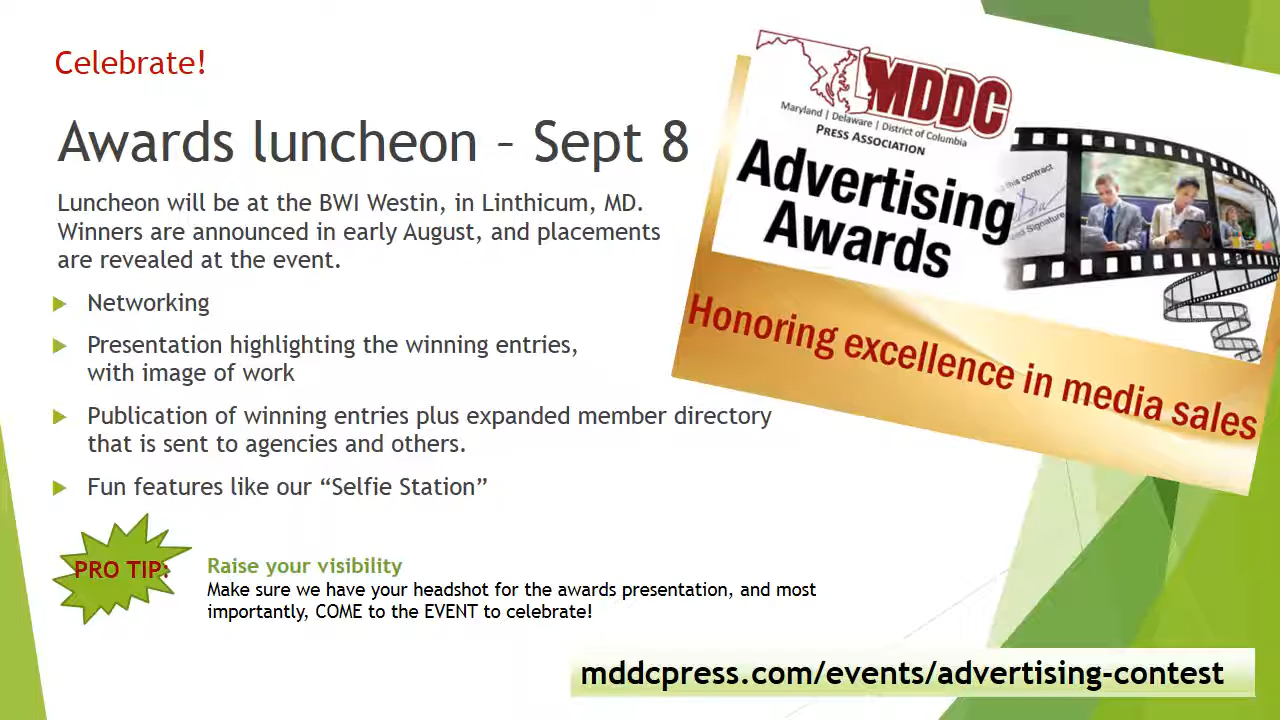 Celebrate!
Awards luncheon – Sept 8
Luncheon will be at the BWI Westin, in Linthicum, MD.
Winners are announced in early August, and placements
are revealed at the event.
Networking
Presentation highlighting the winning entries,
with image of work
Publication of winning entries plus expanded member directory
that is sent to agencies and others.
Fun features like our “Selfie Station”
PRO TIP:
Raise your visibility
Make sure we have your headshot for the awards presentation, and most
importantly, COME to the EVENT to celebrate!
MDDC
Maryland | Delaware | District of Columbia
PRESS ASSOCIATION
Advertising
Awards
this contract
Signature
Honoring excellence in media sales
mddcpress.com/events/advertising-contest